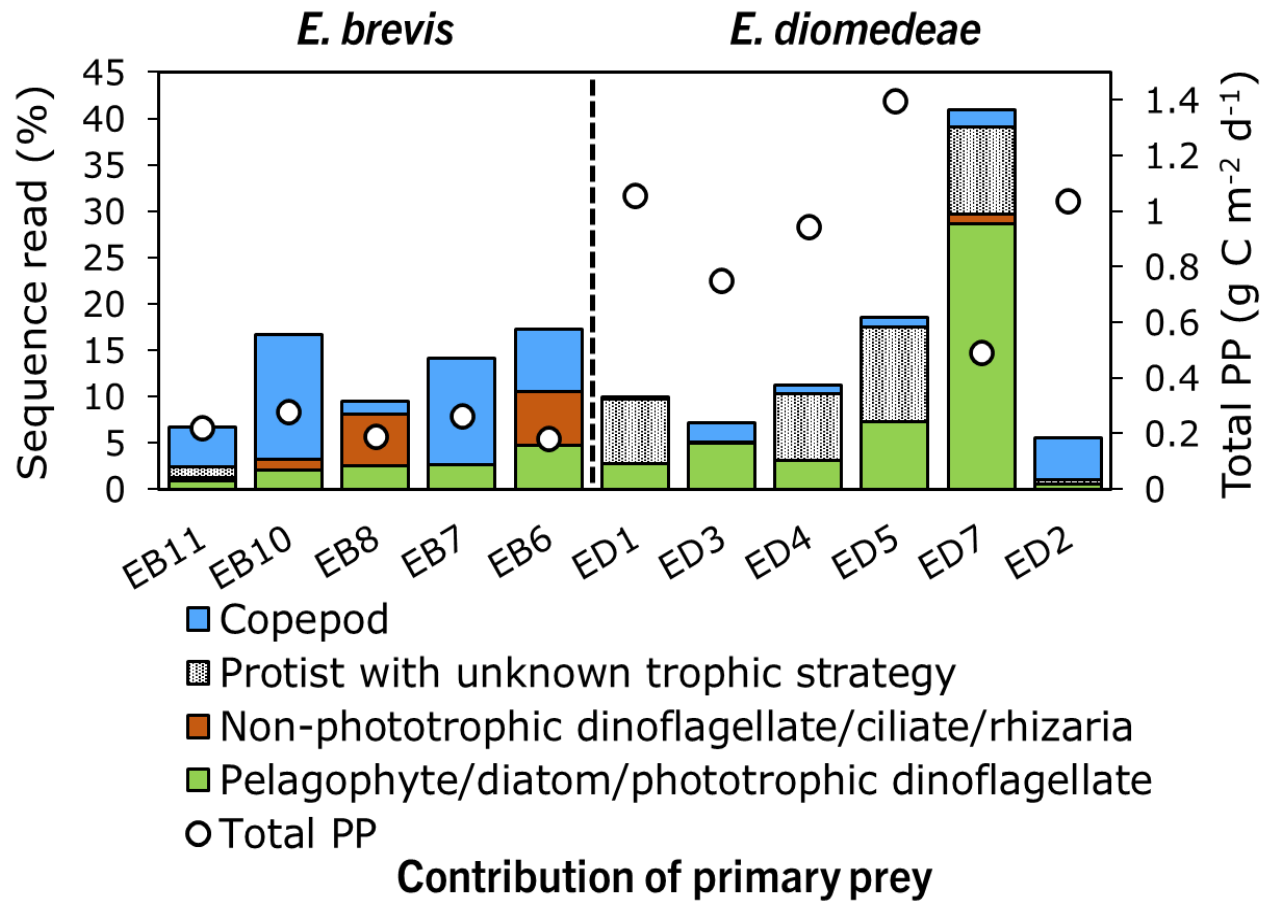 E. brevis E. diomedeae
Sequence read (%)
45
40
35
30
25
20
15
10
5
0
1.4
1.2
1
0.8
0.6
0.4
0.2
0
Total PP (g C m⁻² d⁻¹)
EB11 EB10 EB8 EB7 EB6 ED1 ED3 ED4 ED5 ED7 ED2
Copepod
Protist with unknown trophic strategy
Non-phototrophic dinoflagellate/ciliate/rhizaria
Pelagophyte/diatom/phototrophic dinoflagellate
Total PP
Contribution of primary prey